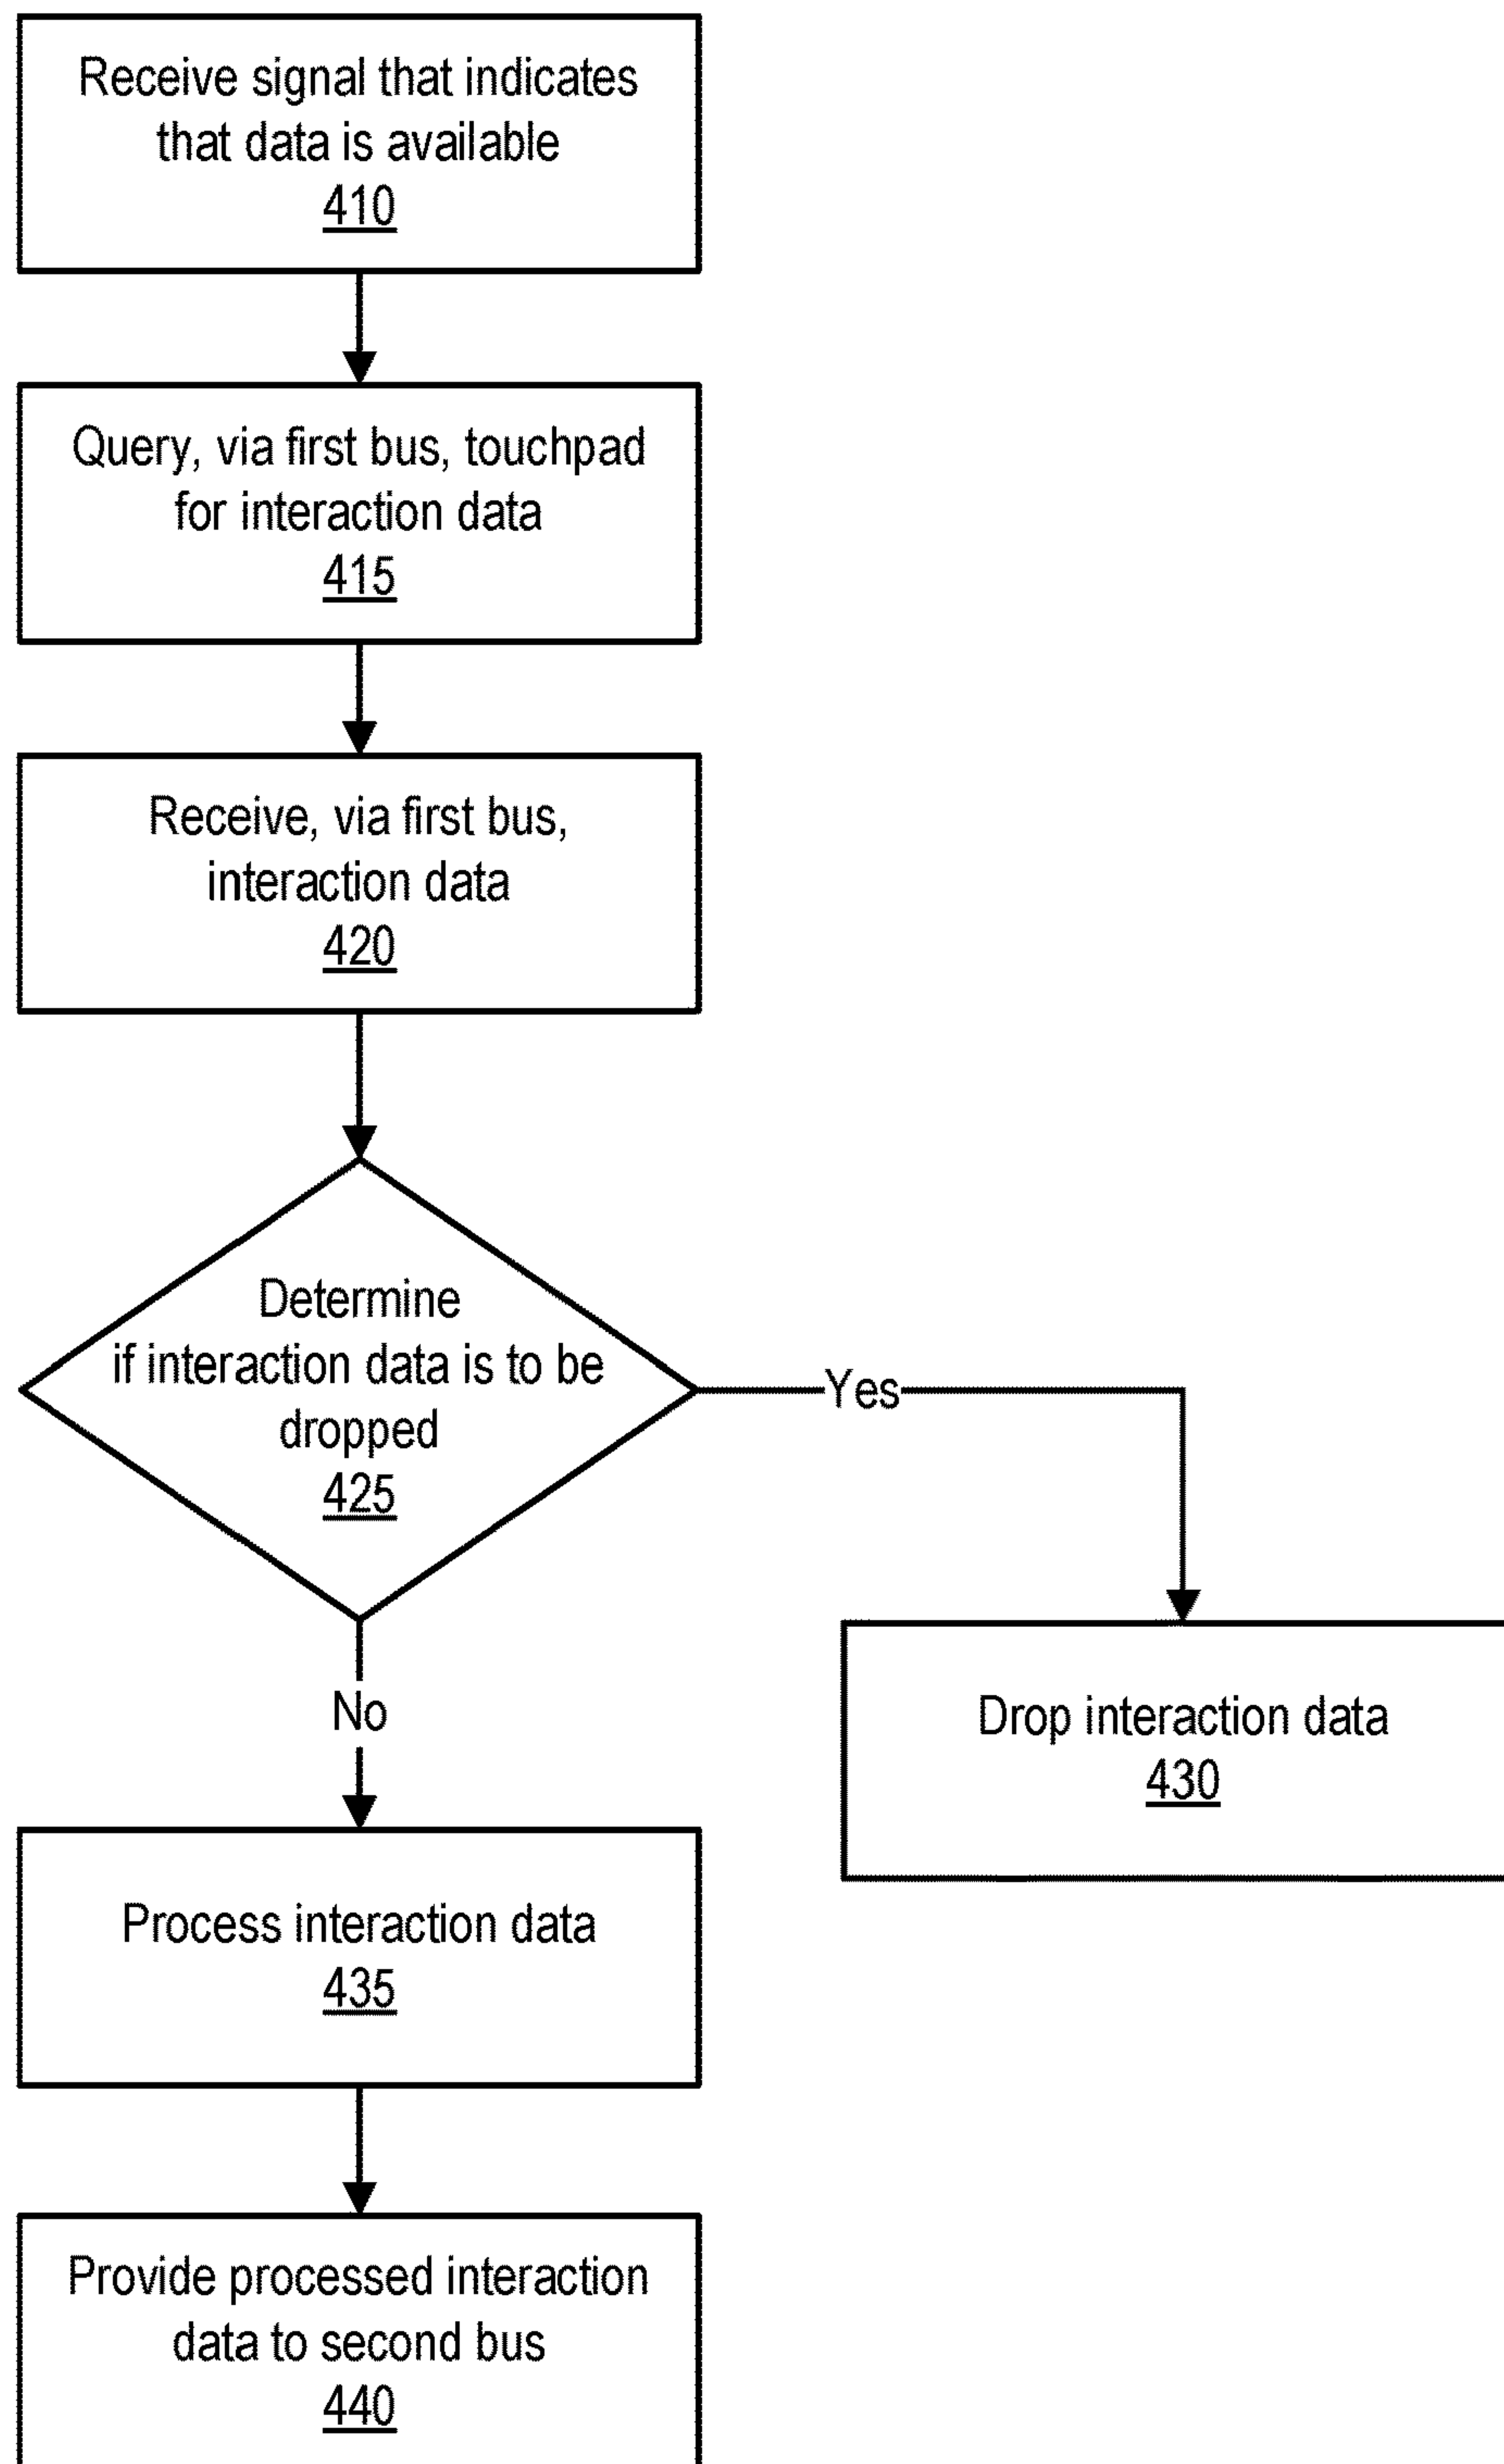 Receive signal that indicates
that data is available
410
Query, via first bus, touchpad
for interaction data
415
Receive, via first bus,
interaction data
420
Determine
if interaction data is to be
dropped
425
Yes
No
Drop interaction data
430
Process interaction data
435
Provide processed interaction
data to second bus
440